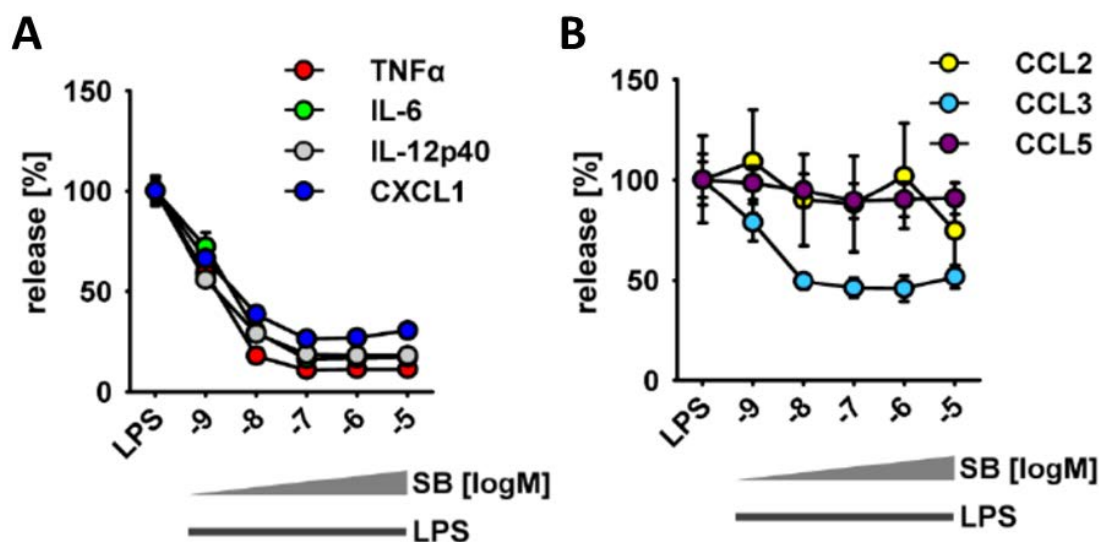 A
TNFα
IL-6
IL-12p40
CXCL1
150
100
50
0
release [%]
LPS -9 -8 -7 -6 -5
SB [logM]
LPS
B
CCL2
CCL3
CCL5
150
100
50
0
release [%]
LPS -9 -8 -7 -6 -5
SB [logM]
LPS